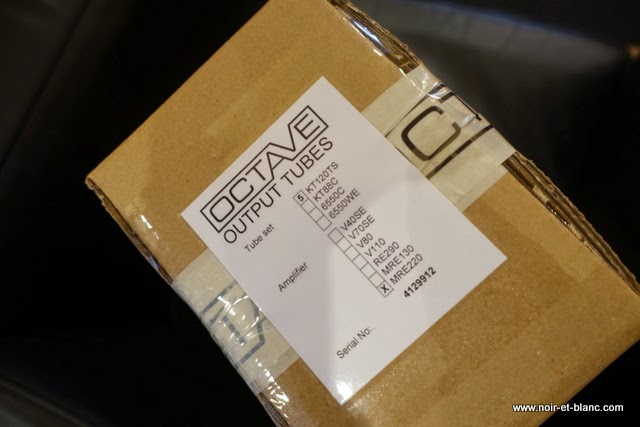 OCTAVE
OUTPUT TUBES
Tube set
5 KT120TS
KT88C
6550C
6550WE
Amplifier
V40SE
V70SE
V80
V110
RE290
MRE130
X MRE220
Serial No.:
4129912
www.noir-et-blanc.com